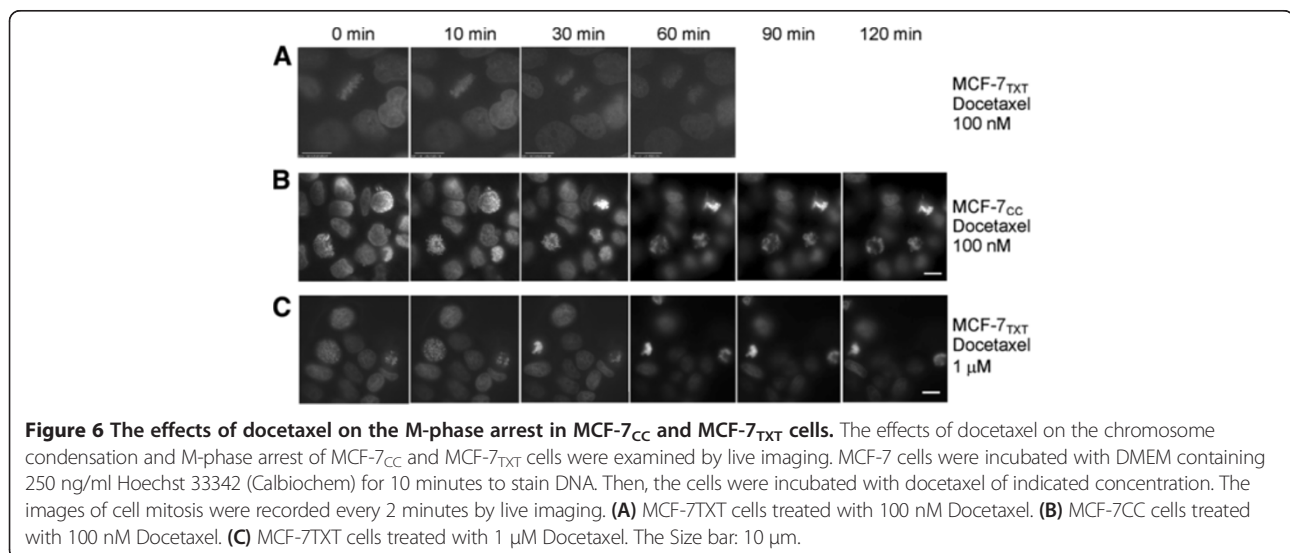 0 min 10 min 30 min 60 min 90 min 120 min
A
MCF-7TXT
Docetaxel
100 nM
B
MCF-7CC
Docetaxel
100 nM
C
MCF-7TXT
Docetaxel
1 μM
Figure 6 The effects of docetaxel on the M-phase arrest in MCF-7CC and MCF-7TXT cells. The effects of docetaxel on the chromosome
condensation and M-phase arrest of MCF-7CC and MCF-7TXT cells were examined by live imaging. MCF-7 cells were incubated with DMEM containing
250 ng/ml Hoechst 33342 (Calbiochem) for 10 minutes to stain DNA. Then, the cells were incubated with docetaxel of indicated concentration. The
images of cell mitosis were recorded every 2 minutes by live imaging. (A) MCF-7TXT cells treated with 100 nM Docetaxel. (B) MCF-7CC cells treated
with 100 nM Docetaxel. (C) MCF-7TXT cells treated with 1 μM Docetaxel. The Size bar: 10 μm.